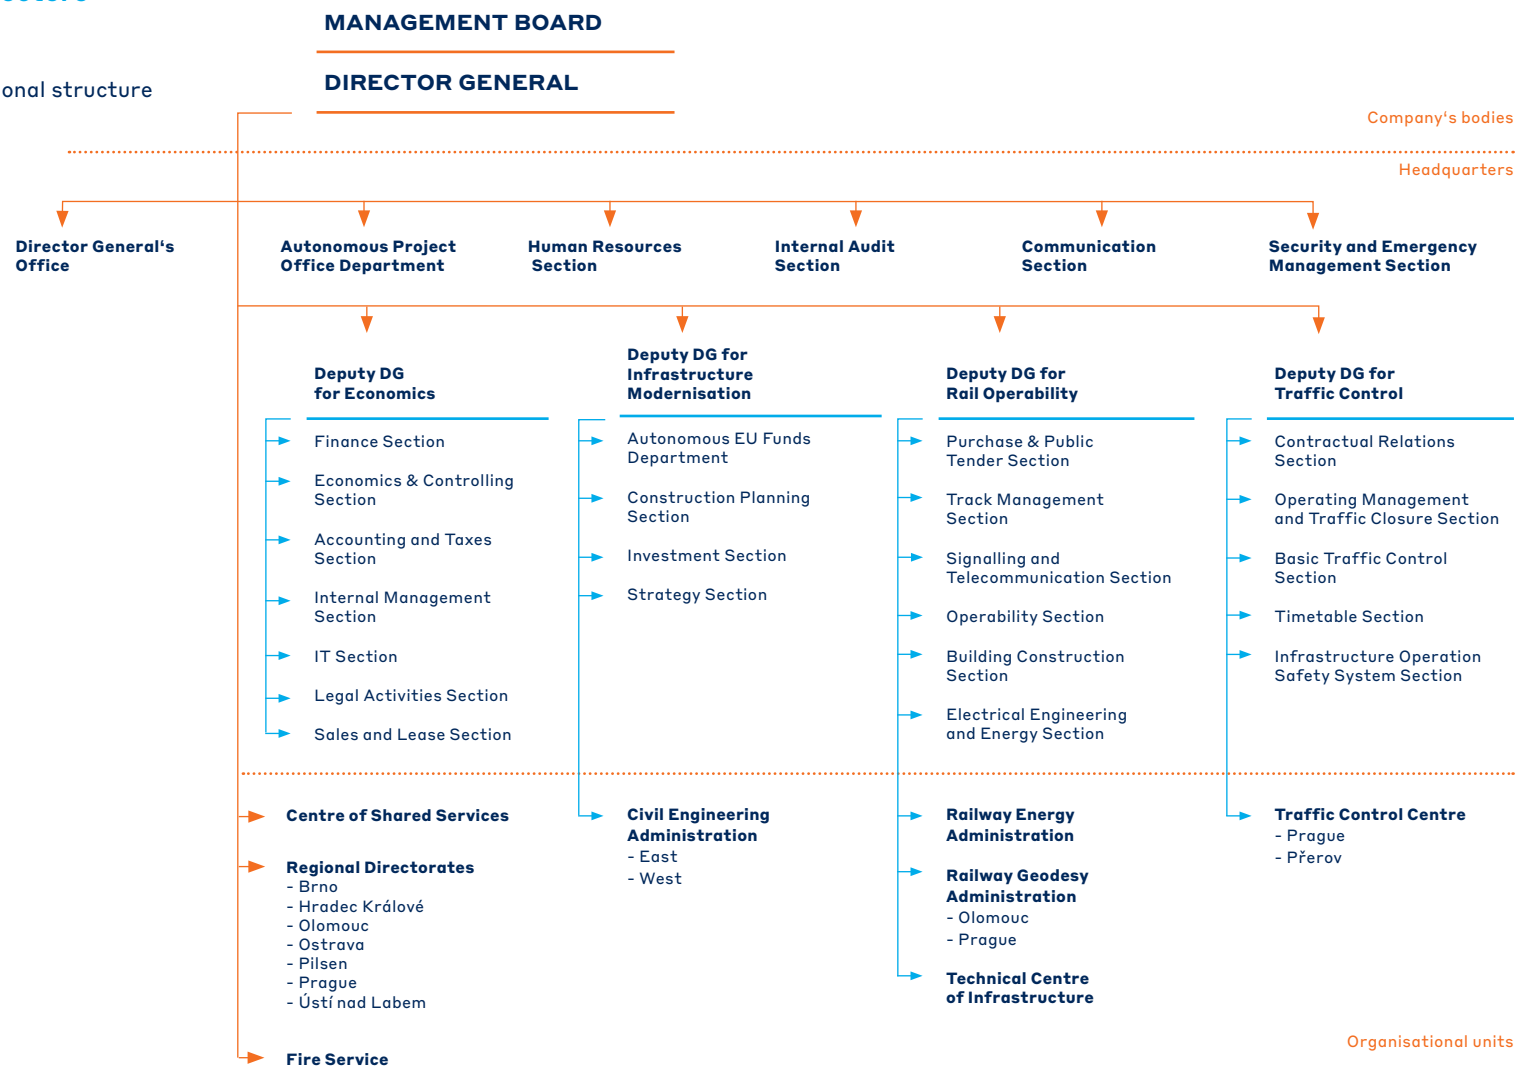 MANAGEMENT BOARD
onal structure
DIRECTOR GENERAL
Company‘s bodies
Headquarters
Director General‘s
Office
Autonomous Project
Office Department
Human Resources
Section
Internal Audit
Section
Communication
Section
Security and Emergency
Management Section
Deputy DG
for Economics
Finance Section
Economics & Controlling
Section
Accounting and Taxes
Section
Internal Management
Section
IT Section
Legal Activities Section
Sales and Lease Section
Deputy DG for
Infrastructure
Modernisation
Autonomous EU Funds
Department
Construction Planning
Section
Investment Section
Strategy Section
Deputy DG for
Rail Operability
Purchase & Public
Tender Section
Track Management
Section
Signalling and
Telecommunication Section
Operability Section
Building Construction
Section
Electrical Engineering
and Energy Section
Deputy DG for
Traffic Control
Contractual Relations
Section
Operating Management
and Traffic Closure Section
Basic Traffic Control
Section
Timetable Section
Infrastructure Operation
Safety System Section
Centre of Shared Services
Regional Directorates
- Brno
- Hradec Králové
- Olomouc
- Ostrava
- Pilsen
- Prague
- Ústí nad Labem
Fire Service
Civil Engineering
Administration
- East
- West
Railway Energy
Administration
Railway Geodesy
Administration
- Olomouc
- Prague
Technical Centre
of Infrastructure
Traffic Control Centre
- Prague
- Přerov
Organisational units